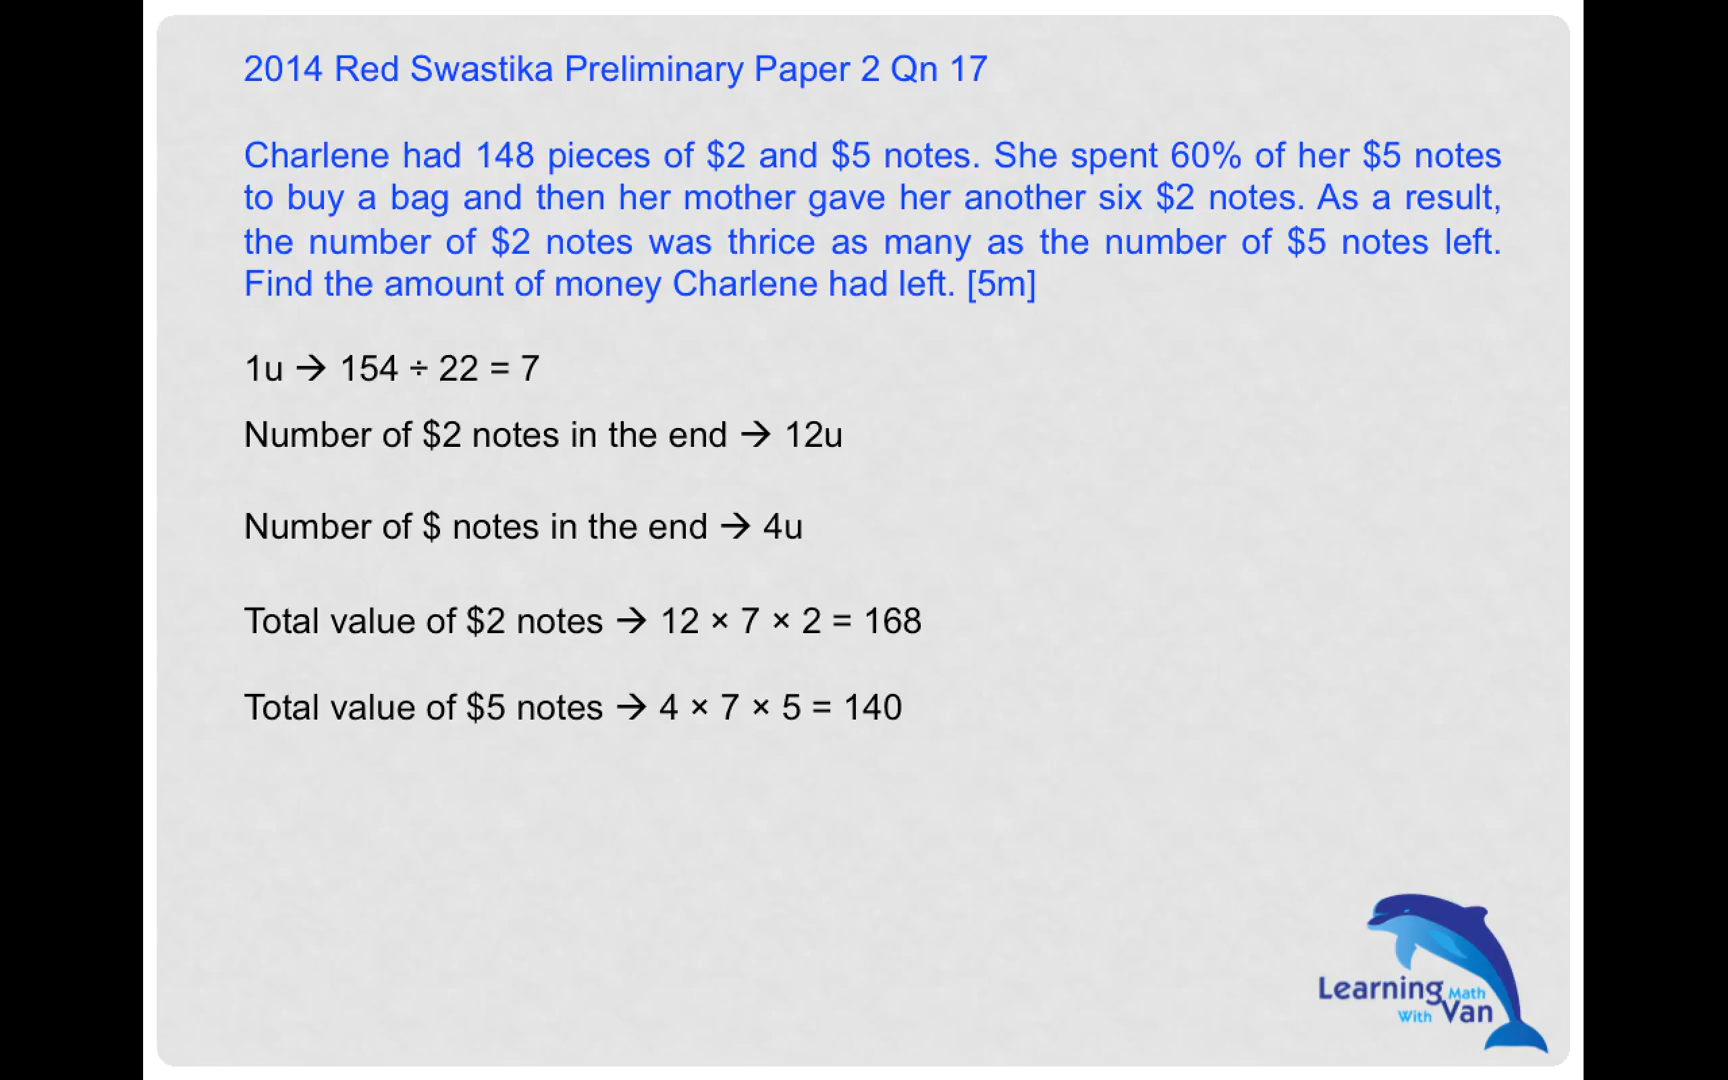 2014 Red Swastika Preliminary Paper 2 Qn 17
Charlene had 148 pieces of $2 and $5 notes. She spent 60% of her $5 notes
to buy a bag and then her mother gave her another six $2 notes. As a result,
the number of $2 notes was thrice as many as the number of $5 notes left.
Find the amount of money Charlene had left. [5m]
1u → 154 ÷ 22 = 7
Number of $2 notes in the end → 12u
Number of $ notes in the end → 4u
Total value of $2 notes → 12 × 7 × 2 = 168
Total value of $5 notes → 4 × 7 × 5 = 140
Learning Math
With Van